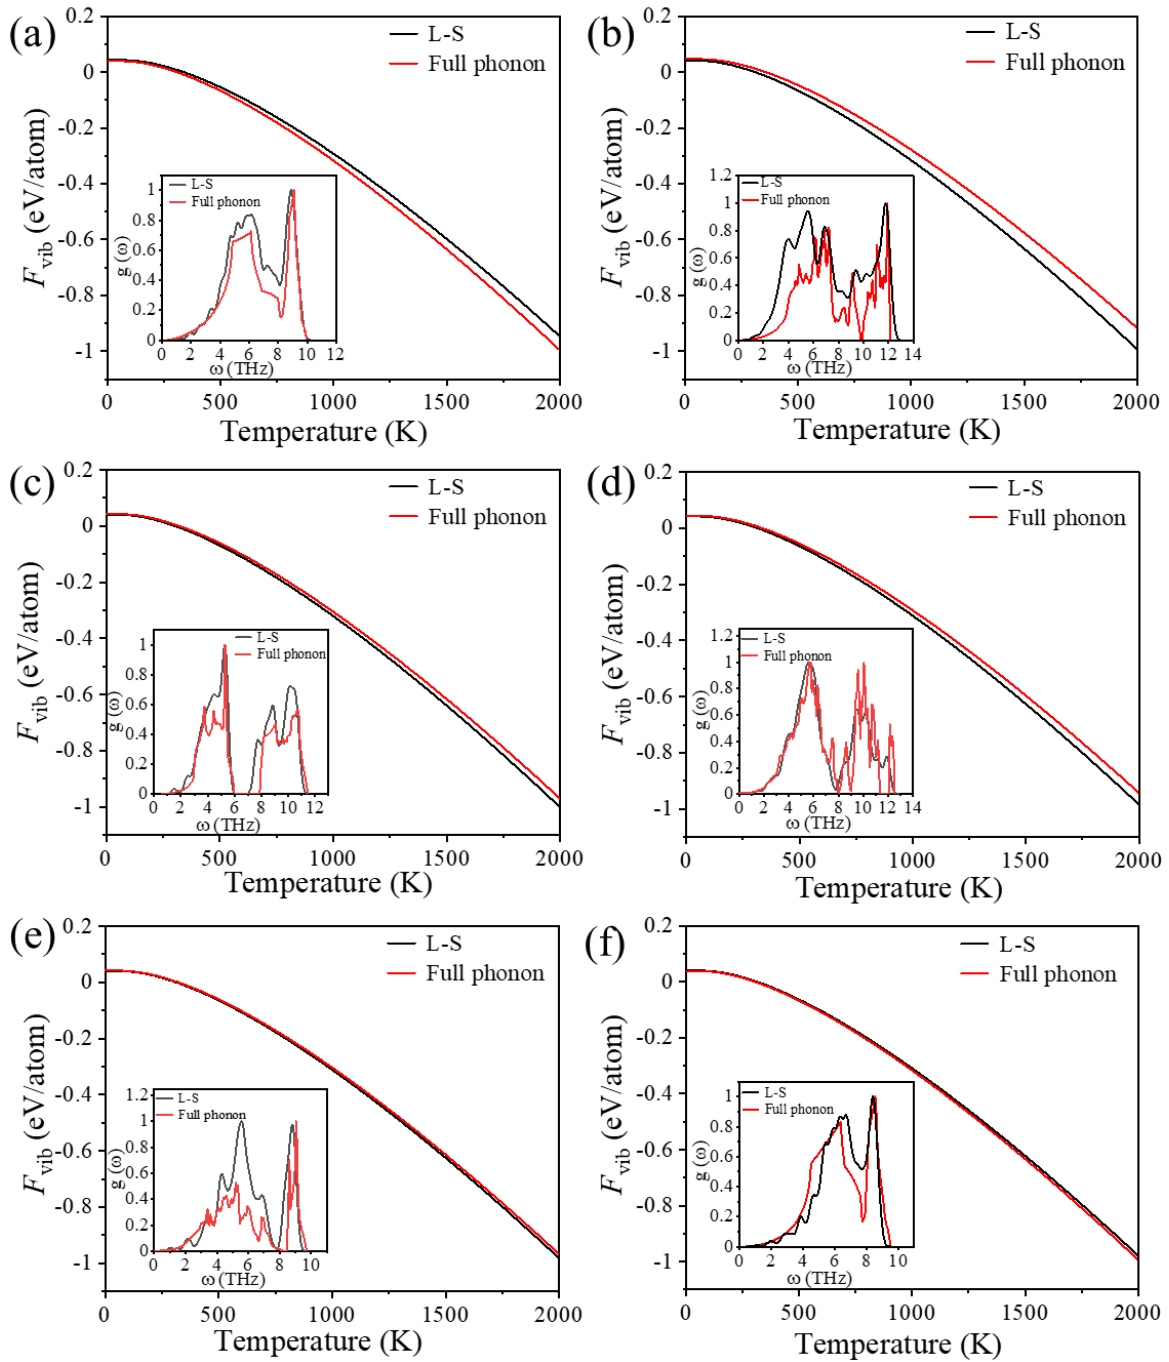 (a)
0.2
0
-0.2
-0.4
-0.6
-0.8
-1
F_vib (eV/atom)
L-S
Full phonon
1
0.8
0.6
0.4
0.2
0
g (ω)
L-S
Full phonon
0 2 4 6 8 10 12
ω (THz)
0 500 1000 1500 2000
Temperature (K)
(b)
0.2
0
-0.2
-0.4
-0.6
-0.8
-1
F_vib (eV/atom)
L-S
Full phonon
1.2
1
0.8
0.6
0.4
0.2
0
g (ω)
L-S
Full phonon
0 2 4 6 8 10 12 14
ω (THz)
0 500 1000 1500 2000
Temperature (K)
(c)
0.2
0
-0.2
-0.4
-0.6
-0.8
-1
F_vib (eV/atom)
L-S
Full phonon
1
0.8
0.6
0.4
0.2
0
g (ω)
L-S
Full phonon
0 2 4 6 8 10 12
ω (THz)
0 500 1000 1500 2000
Temperature (K)
(d)
0.2
0
-0.2
-0.4
-0.6
-0.8
-1
F_vib (eV/atom)
L-S
Full phonon
1.2
1
0.8
0.6
0.4
0.2
0
g (ω)
L-S
Full phonon
0 2 4 6 8 10 12 14
ω (THz)
0 500 1000 1500 2000
Temperature (K)
(e)
0.2
0
-0.2
-0.4
-0.6
-0.8
-1
F_vib (eV/atom)
L-S
Full phonon
1.2
1
0.8
0.6
0.4
0.2
0
g (ω)
L-S
Full phonon
0 2 4 6 8 10
ω (THz)
0 500 1000 1500 2000
Temperature (K)
(f)
0.2
0
-0.2
-0.4
-0.6
-0.8
-1
F_vib (eV/atom)
L-S
Full phonon
1
0.8
0.6
0.4
0.2
0
g (ω)
L-S
Full phonon
0 2 4 6 8 10
ω (THz)
0 500 1000 1500 2000
Temperature (K)